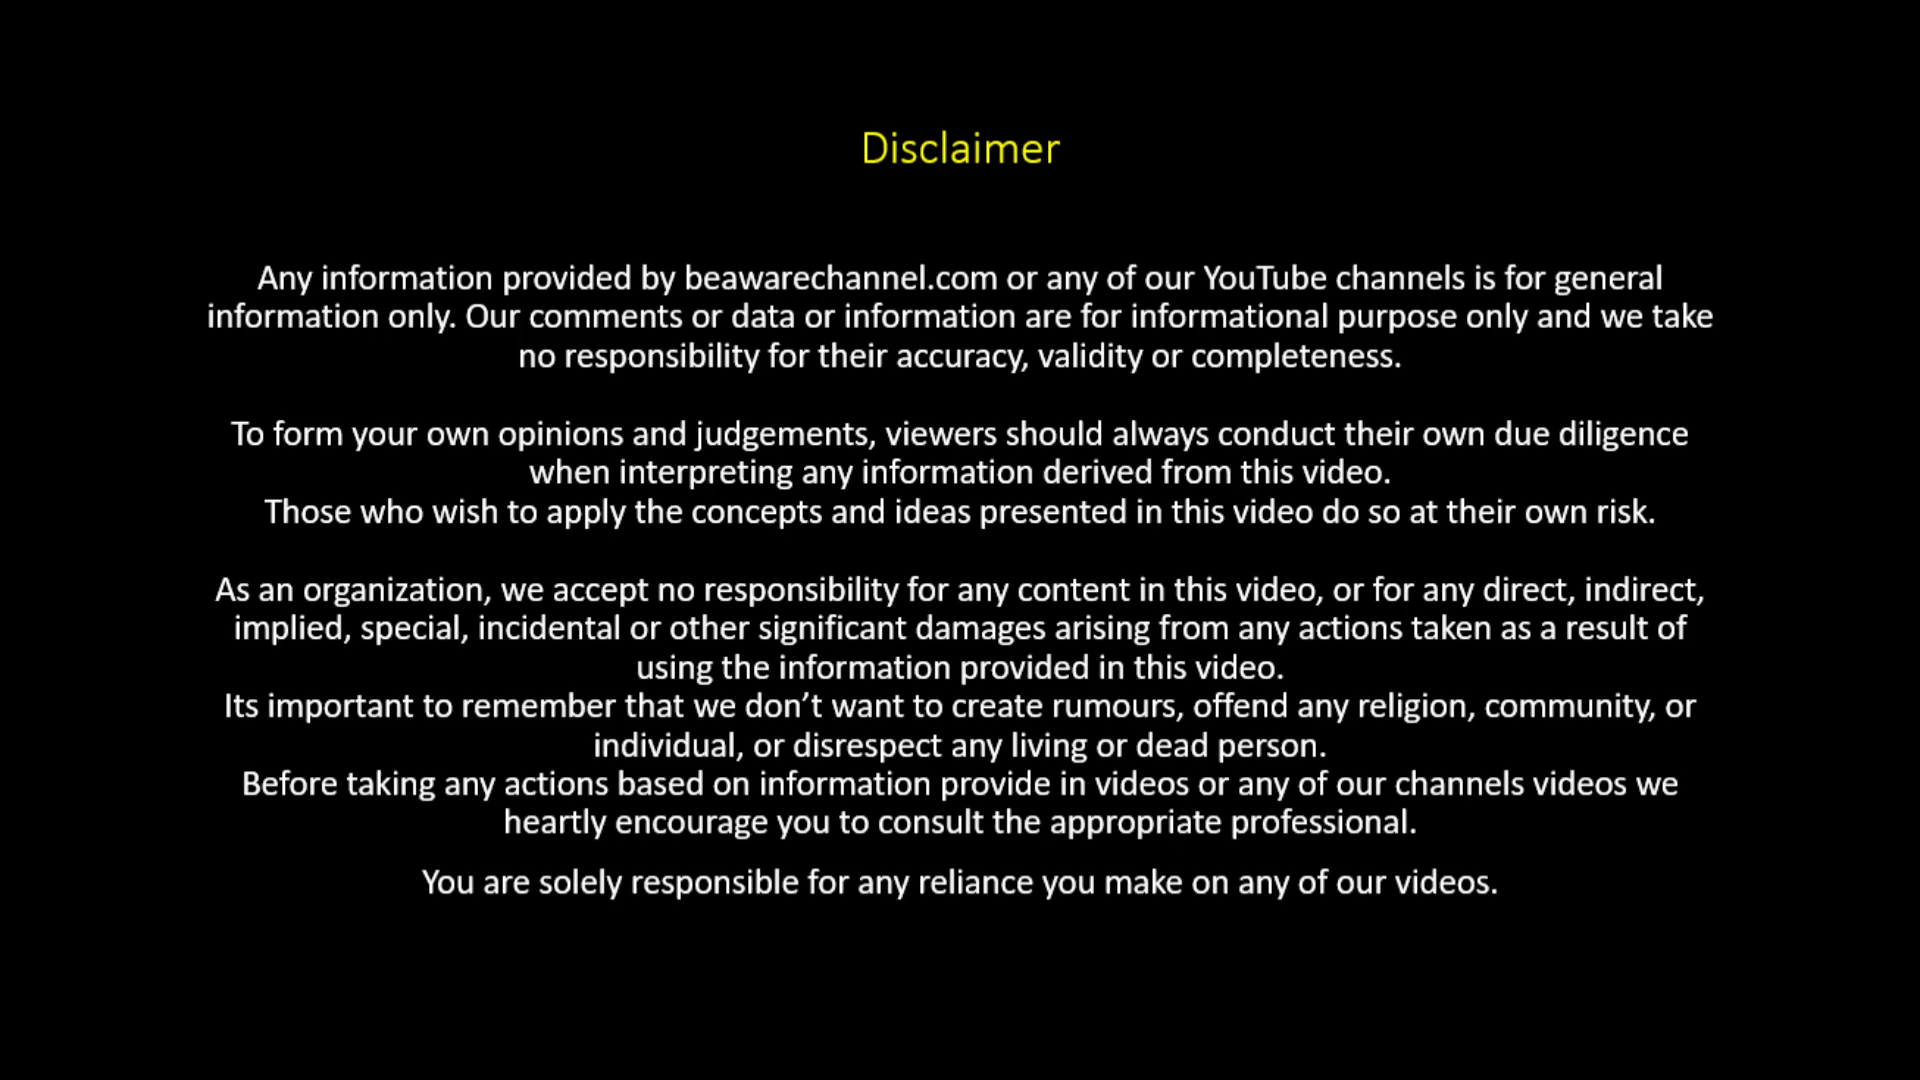 Disclaimer
Any information provided by beawarechannel.com or any of our YouTube channels is for general
information only. Our comments or data or information are for informational purpose only and we take
no responsibility for their accuracy, validity or completeness.
To form your own opinions and judgements, viewers should always conduct their own due diligence
when interpreting any information derived from this video.
Those who wish to apply the concepts and ideas presented in this video do so at their own risk.
As an organization, we accept no responsibility for any content in this video, or for any direct, indirect,
implied, special, incidental or other significant damages arising from any actions taken as a result of
using the information provided in this video.
Its important to remember that we don’t want to create rumours, offend any religion, community, or
individual, or disrespect any living or dead person.
Before taking any actions based on information provide in videos or any of our channels videos we
heartly encourage you to consult the appropriate professional.
You are solely responsible for any reliance you make on any of our videos.